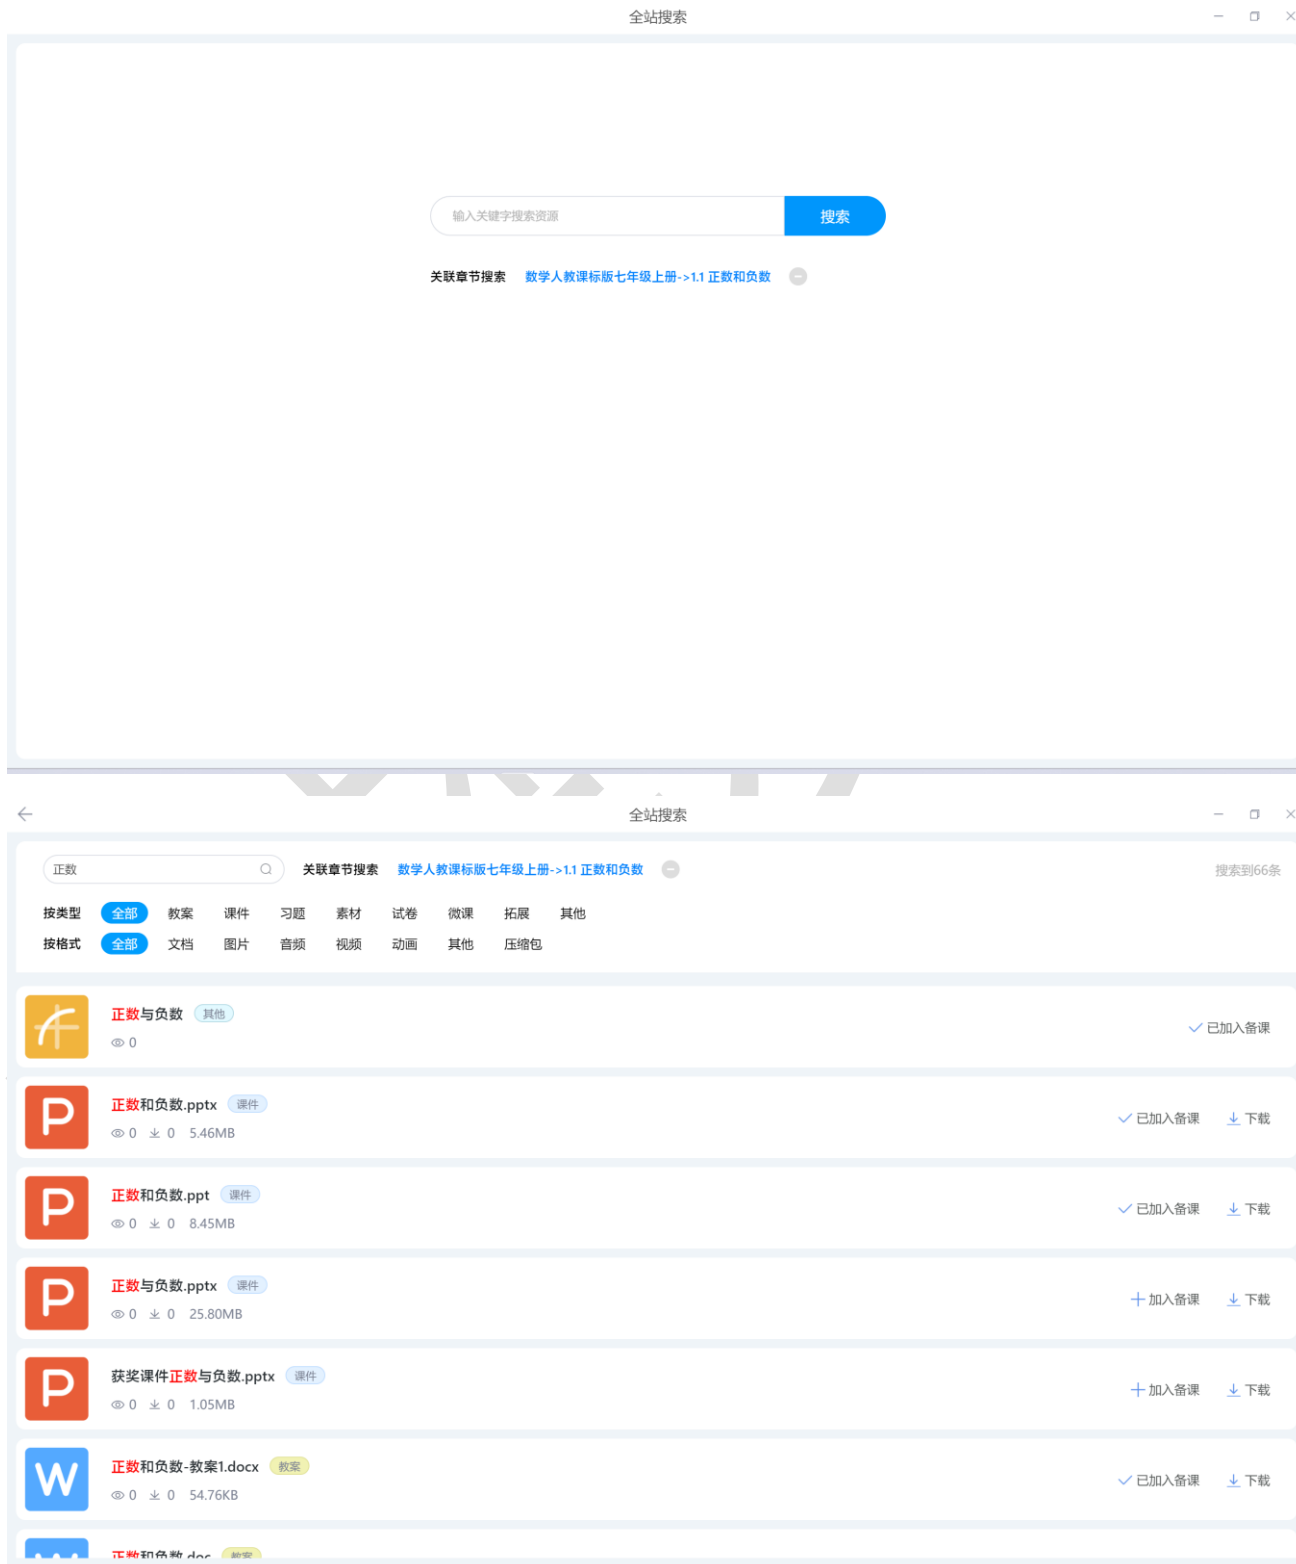 全站搜索
输入关键字搜索资源 搜索
关联章节搜索 数学人教课标版七年级上册->1.1 正数和负数
全站搜索
正数 关联章节搜索 数学人教课标版七年级上册->1.1 正数和负数 搜索到66条
按类型 全部 教案 课件 习题 素材 试卷 微课 拓展 其他
按格式 全部 文档 图片 音频 视频 动画 其他 压缩包
正数与负数 其他
0
已加入备课
正数和负数.pptx 课件
0 0 5.46MB
已加入备课 下载
正数和负数.ppt 课件
0 0 8.45MB
已加入备课 下载
正数与负数.pptx 课件
0 0 25.80MB
加入备课 下载
获奖课件正数与负数.pptx 课件
0 0 1.05MB
加入备课 下载
正数和负数-教案1.docx 教案
0 0 54.76KB
已加入备课 下载
正数和负数.doc 教案